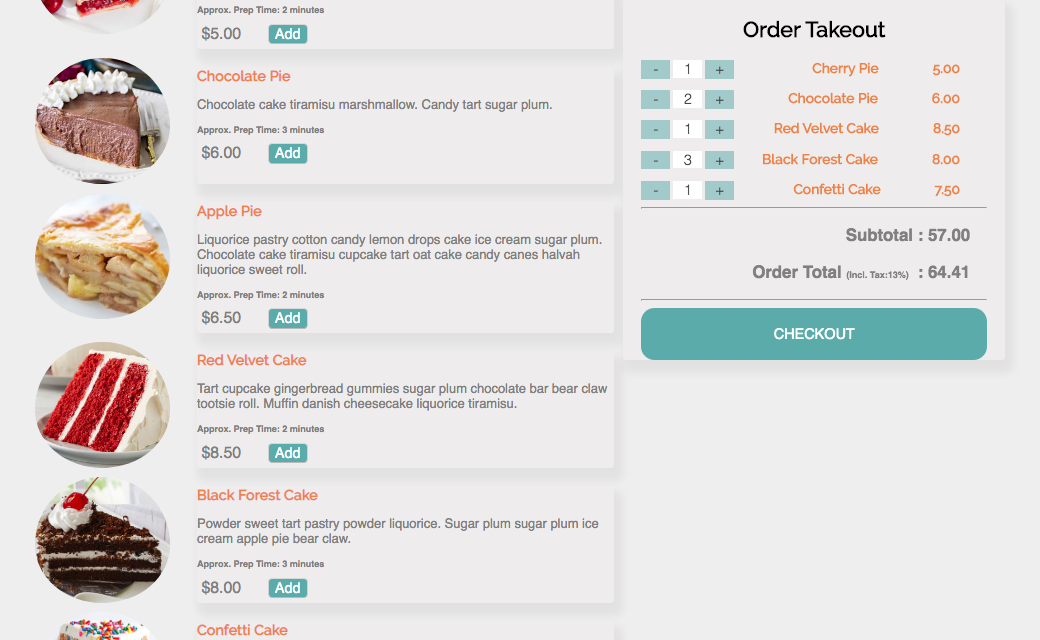 Approx. Prep Time: 2 minutes
$5.00 Add
Chocolate Pie
Chocolate cake tiramisu marshmallow. Candy tart sugar plum.
Approx. Prep Time: 3 minutes
$6.00 Add
Apple Pie
Liquorice pastry cotton candy lemon drops cake ice cream sugar plum.
Chocolate cake tiramisu cupcake tart oat cake candy canes halvah
liquorice sweet roll.
Approx. Prep Time: 2 minutes
$6.50 Add
Red Velvet Cake
Tart cupcake gingerbread gummies sugar plum chocolate bar bear claw
tootsie roll. Muffin danish cheesecake liquorice tiramisu.
Approx. Prep Time: 2 minutes
$8.50 Add
Black Forest Cake
Powder sweet tart pastry powder liquorice. Sugar plum sugar plum ice
cream apple pie bear claw.
Approx. Prep Time: 3 minutes
$8.00 Add
Confetti Cake
Order Takeout
- 1 + Cherry Pie 5.00
- 2 + Chocolate Pie 6.00
- 1 + Red Velvet Cake 8.50
- 3 + Black Forest Cake 8.00
- 1 + Confetti Cake 7.50
Subtotal : 57.00
Order Total (Incl. Tax:13%) : 64.41
CHECKOUT